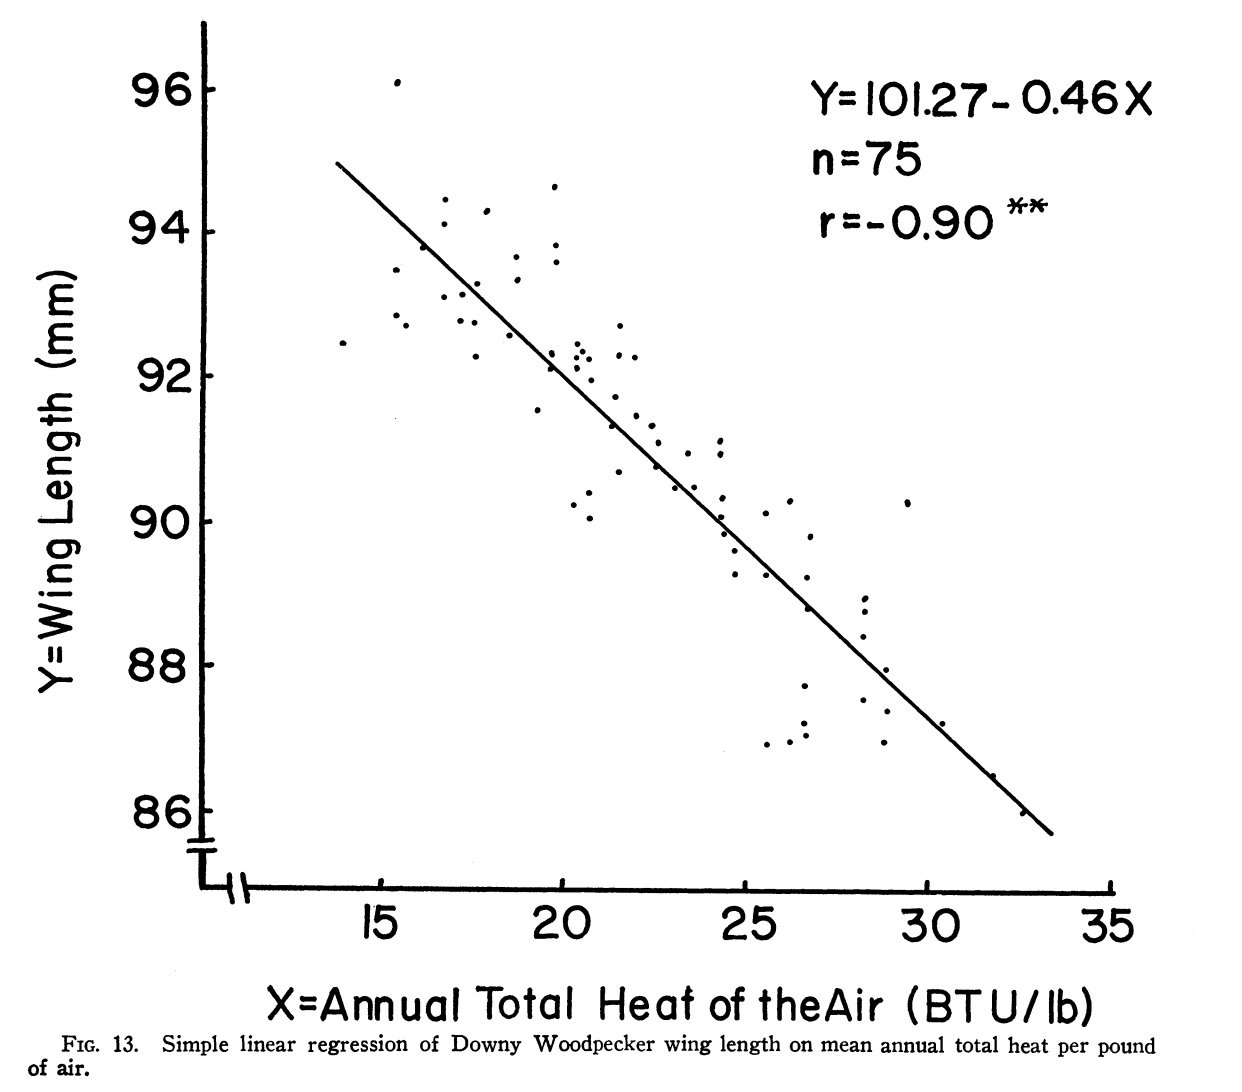 96
94
92
90
88
86
Y=Wing Length (mm)
Y=101.27-0.46X
n=75
r=-0.90 **
15 20 25 30 35
X=Annual Total Heat of the Air (BTU/lb)
FIG. 13. Simple linear regression of Downy Woodpecker wing length on mean annual total heat per pound
of air.